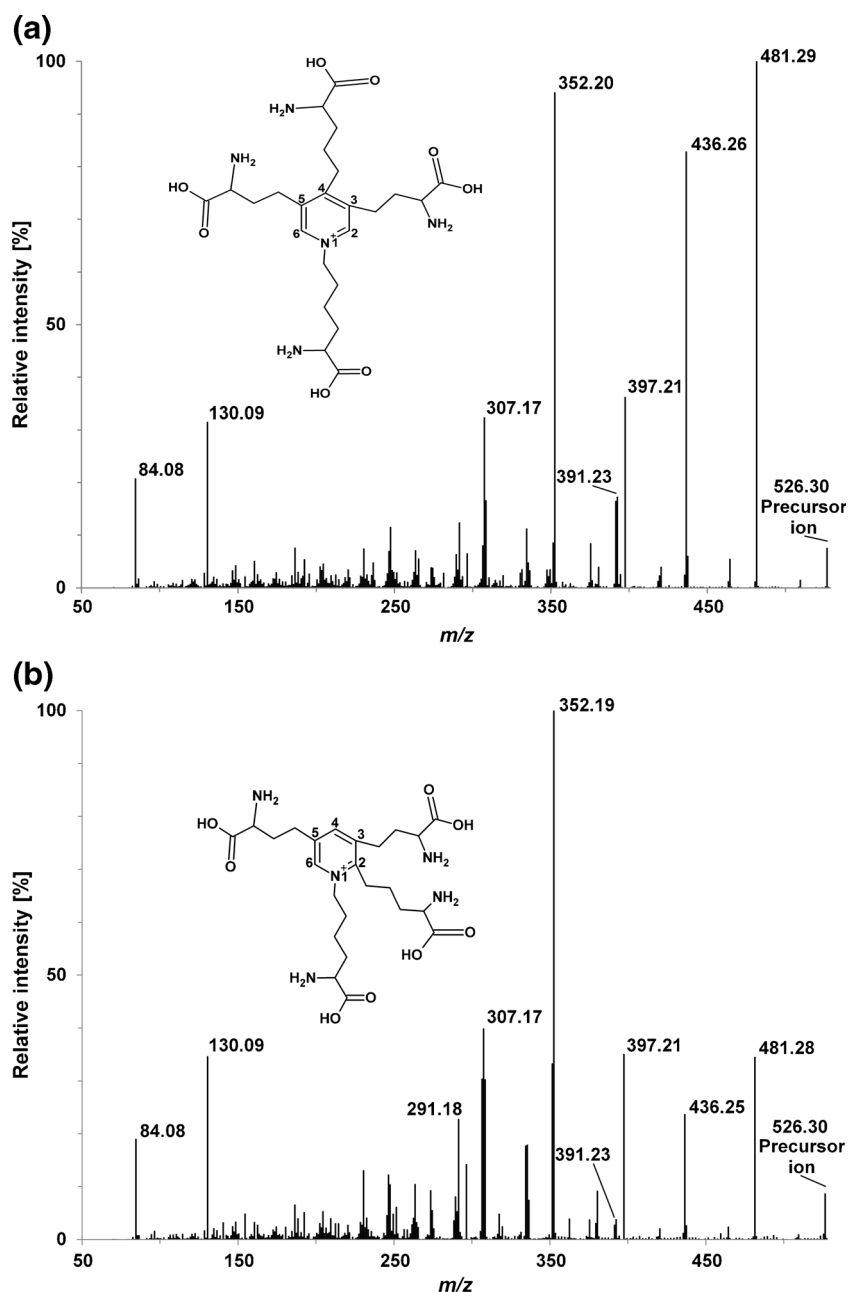 (a)
100
50
0
Relative intensity [%]
481.29
352.20
436.26
397.21
307.17
130.09
391.23
84.08
526.30
Precursor
ion
HO
O
H₂N
NH₂
HO
O
O
OH
NH₂
4
5
3
6
2
N
+
1
H₂N
O
HO
50
150
250
350
450
m/z
(b)
100
50
0
Relative intensity [%]
352.19
NH₂
HO
O
O
OH
NH₂
4
5
3
6
2
N
+
1
NH₂
O
HO
H₂N
O
HO
307.17
130.09
397.21
481.28
291.18
436.25
84.08
391.23
526.30
Precursor
ion
50
150
250
350
450
m/z